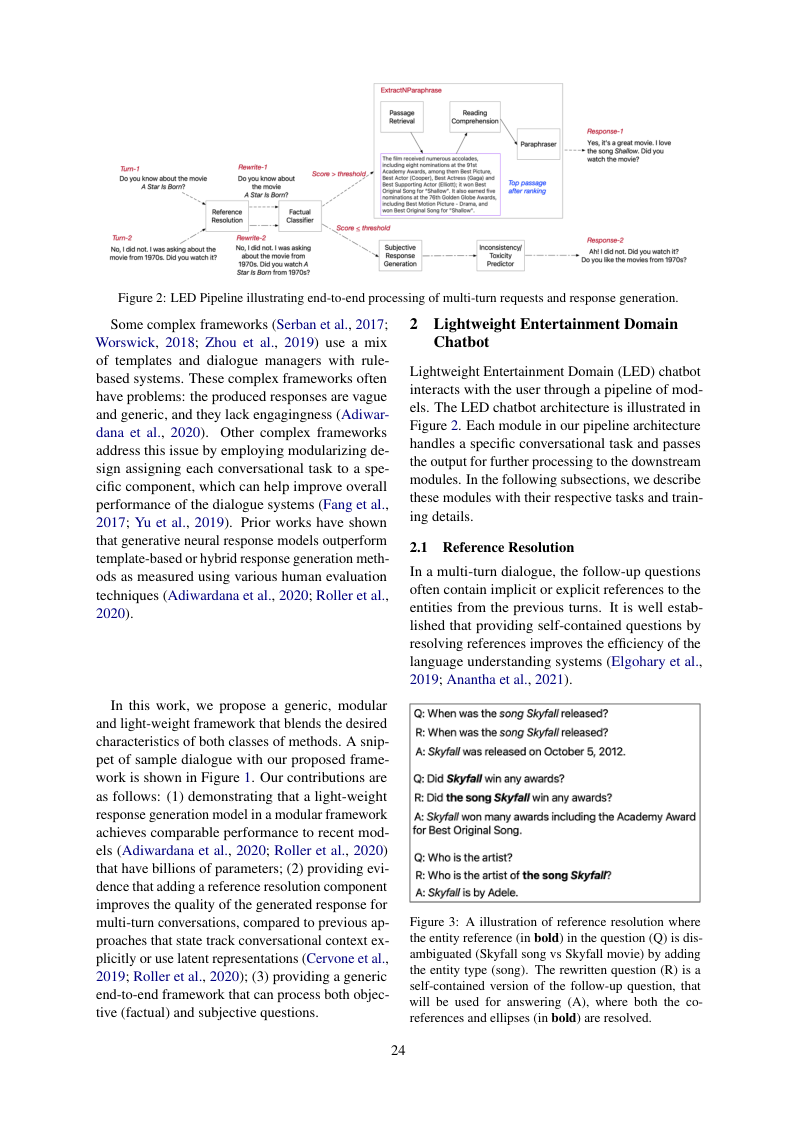 ExtractNParaphrase
Passage
Retrieval
Reading
Comprehension
Paraphraser
Response-1
Yes, it's a great movie. I love
the song Shallow. Did you
watch the movie?
The film received numerous accolades,
including eight nominations at the 91st
Academy Awards, among them Best Picture,
Best Actor (Cooper), Best Actress (Gaga) and
Best Supporting Actor (Elliott); it won Best
Original Song for "Shallow". It also earned five
nominations at the 76th Golden Globe Awards,
including Best Motion Picture - Drama, and
won Best Original Song for "Shallow".
Top passage
after ranking
Turn-1
Do you know about the movie
A Star Is Born?
Rewrite-1
Do you know about
the movie
A Star Is Born?
Score > threshold
Reference
Resolution
Factual
Classifier
Score ≤ threshold
Turn-2
No, I did not. I was asking about the
movie from 1970s. Did you watch it?
Rewrite-2
No, I did not. I was asking
about the movie from
1970s. Did you watch A
Star Is Born from 1970s?
Subjective
Response
Generation
Inconsistency/
Toxicity
Predictor
Response-2
Ah! I did not. Did you watch it?
Do you like the movies from 1970s?
Figure 2: LED Pipeline illustrating end-to-end processing of multi-turn requests and response generation.
Some complex frameworks (Serban et al., 2017;
Worswick, 2018; Zhou et al., 2019) use a mix
of templates and dialogue managers with rule-
based systems. These complex frameworks often
have problems: the produced responses are vague
and generic, and they lack engagingness (Adiwar-
dana et al., 2020). Other complex frameworks
address this issue by employing modularizing de-
sign assigning each conversational task to a spe-
cific component, which can help improve overall
performance of the dialogue systems (Fang et al.,
2017; Yu et al., 2019). Prior works have shown
that generative neural response models outperform
template-based or hybrid response generation meth-
ods as measured using various human evaluation
techniques (Adiwardana et al., 2020; Roller et al.,
2020).
In this work, we propose a generic, modular
and light-weight framework that blends the desired
characteristics of both classes of methods. A snip-
pet of sample dialogue with our proposed frame-
work is shown in Figure 1. Our contributions are
as follows: (1) demonstrating that a light-weight
response generation model in a modular framework
achieves comparable performance to recent mod-
els (Adiwardana et al., 2020; Roller et al., 2020)
that have billions of parameters; (2) providing evi-
dence that adding a reference resolution component
improves the quality of the generated response for
multi-turn conversations, compared to previous ap-
proaches that state track conversational context ex-
plicitly or use latent representations (Cervone et al.,
2019; Roller et al., 2020); (3) providing a generic
end-to-end framework that can process both objec-
tive (factual) and subjective questions.
2 Lightweight Entertainment Domain
Chatbot
Lightweight Entertainment Domain (LED) chatbot
interacts with the user through a pipeline of mod-
els. The LED chatbot architecture is illustrated in
Figure 2. Each module in our pipeline architecture
handles a specific conversational task and passes
the output for further processing to the downstream
modules. In the following subsections, we describe
these modules with their respective tasks and train-
ing details.
2.1 Reference Resolution
In a multi-turn dialogue, the follow-up questions
often contain implicit or explicit references to the
entities from the previous turns. It is well estab-
lished that providing self-contained questions by
resolving references improves the efficiency of the
language understanding systems (Elgohary et al.,
2019; Anantha et al., 2021).
Q: When was the song Skyfall released?
R: When was the song Skyfall released?
A: Skyfall was released on October 5, 2012.
Q: Did Skyfall win any awards?
R: Did the song Skyfall win any awards?
A: Skyfall won many awards including the Academy Award
for Best Original Song.
Q: Who is the artist?
R: Who is the artist of the song Skyfall?
A: Skyfall is by Adele.
Figure 3: A illustration of reference resolution where
the entity reference (in bold) in the question (Q) is dis-
ambiguated (Skyfall song vs Skyfall movie) by adding
the entity type (song). The rewritten question (R) is a
self-contained version of the follow-up question, that
will be used for answering (A), where both the co-
references and ellipses (in bold) are resolved.
24